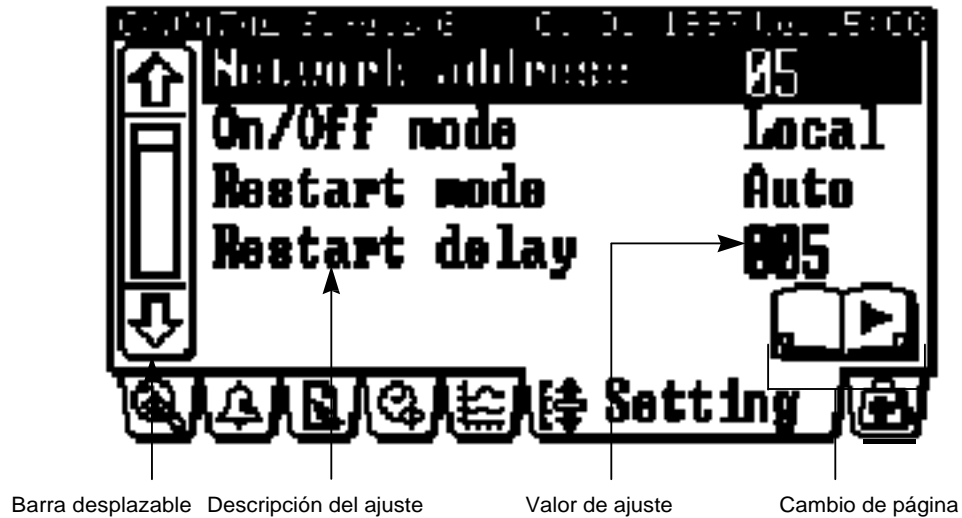 1997
Network address 05
On/Off mode Local
Restart mode Auto
Restart delay 005
Setting
Barra desplazable Descripción del ajuste Valor de ajuste Cambio de página